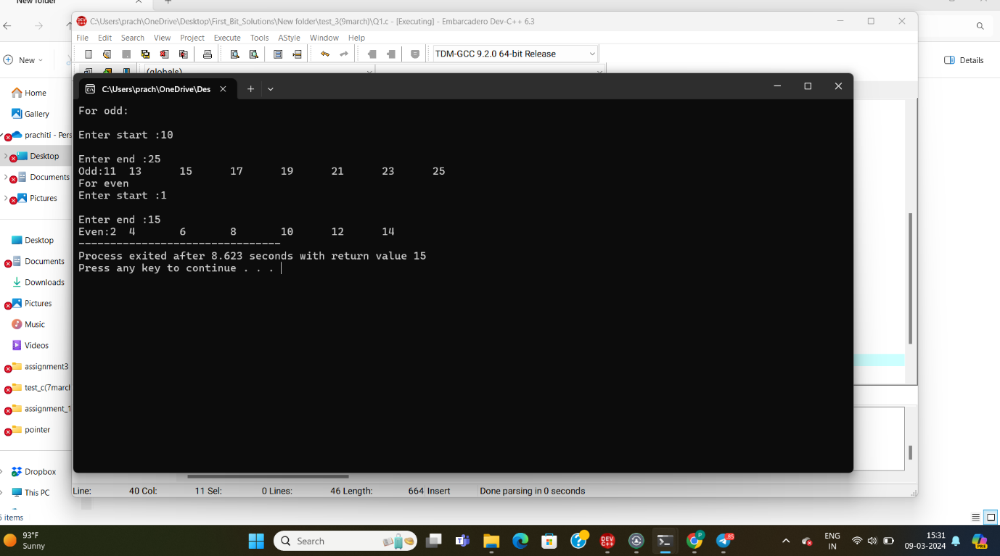 New folder
C:\Users\prach\OneDrive\Desktop\First_Bit_Solutions\New folder\test_3(9march)\Q1.c - [Executing] - Embarcadero Dev-C++ 6.3
File Edit Search View Project Execute Tools AStyle Window Help
New
TDM-GCC 9.2.0 64-bit Release
Details
(globals)
C:\Users\prach\OneDrive\Des
Home
Gallery
prachiti - Pers
Desktop
Documents
Pictures
Desktop
Documents
Downloads
Pictures
Music
Videos
assignment3
test_c(7march
assignment_1
pointer
Dropbox
This PC
For odd:
Enter start :10
Enter end :25
Odd:11 13 15 17 19 21 23 25
For even
Enter start :1
Enter end :15
Even:2 4 6 8 10 12 14
--------------------------------
Process exited after 8.623 seconds with return value 15
Press any key to continue . . .
Line: 40 Col: 11 Sel: 0 Lines: 46 Length: 664 Insert Done parsing in 0 seconds
items
93°F
Sunny
Search
DEV
C++
P
85
ENG
IN
15:31
09-03-2024
PRE